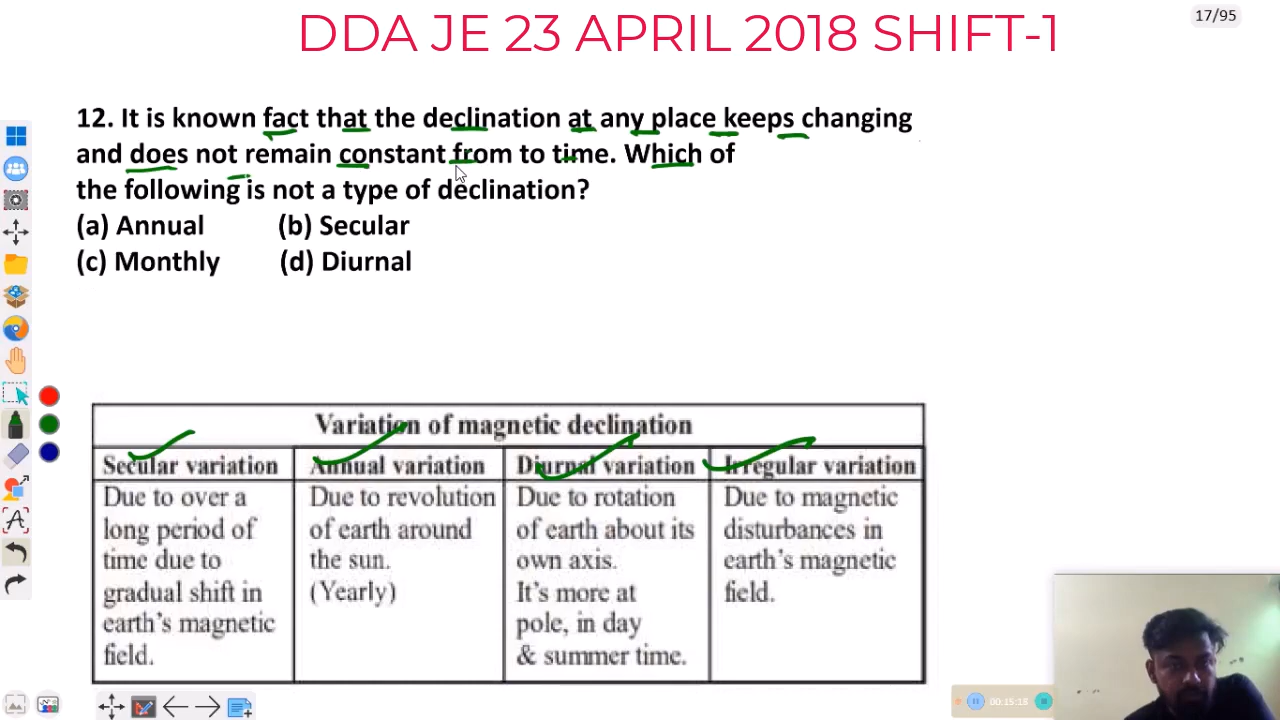 17/95
DDA JE 23 APRIL 2018 SHIFT-1
12. It is known fact that the declination at any place keeps changing
and does not remain constant from to time. Which of
the following is not a type of declination?
(a) Annual (b) Secular
(c) Monthly (d) Diurnal
Variation of magnetic declination
Secular variation Annual variation Diurnal variation Irregular variation
Due to over a Due to revolution Due to rotation Due to magnetic
long period of of earth around of earth about its disturbances in
time due to the sun. own axis. earth's magnetic
gradual shift in (Yearly) It's more at field.
earth's magnetic pole, in day
field. & summer time.
00:15:18